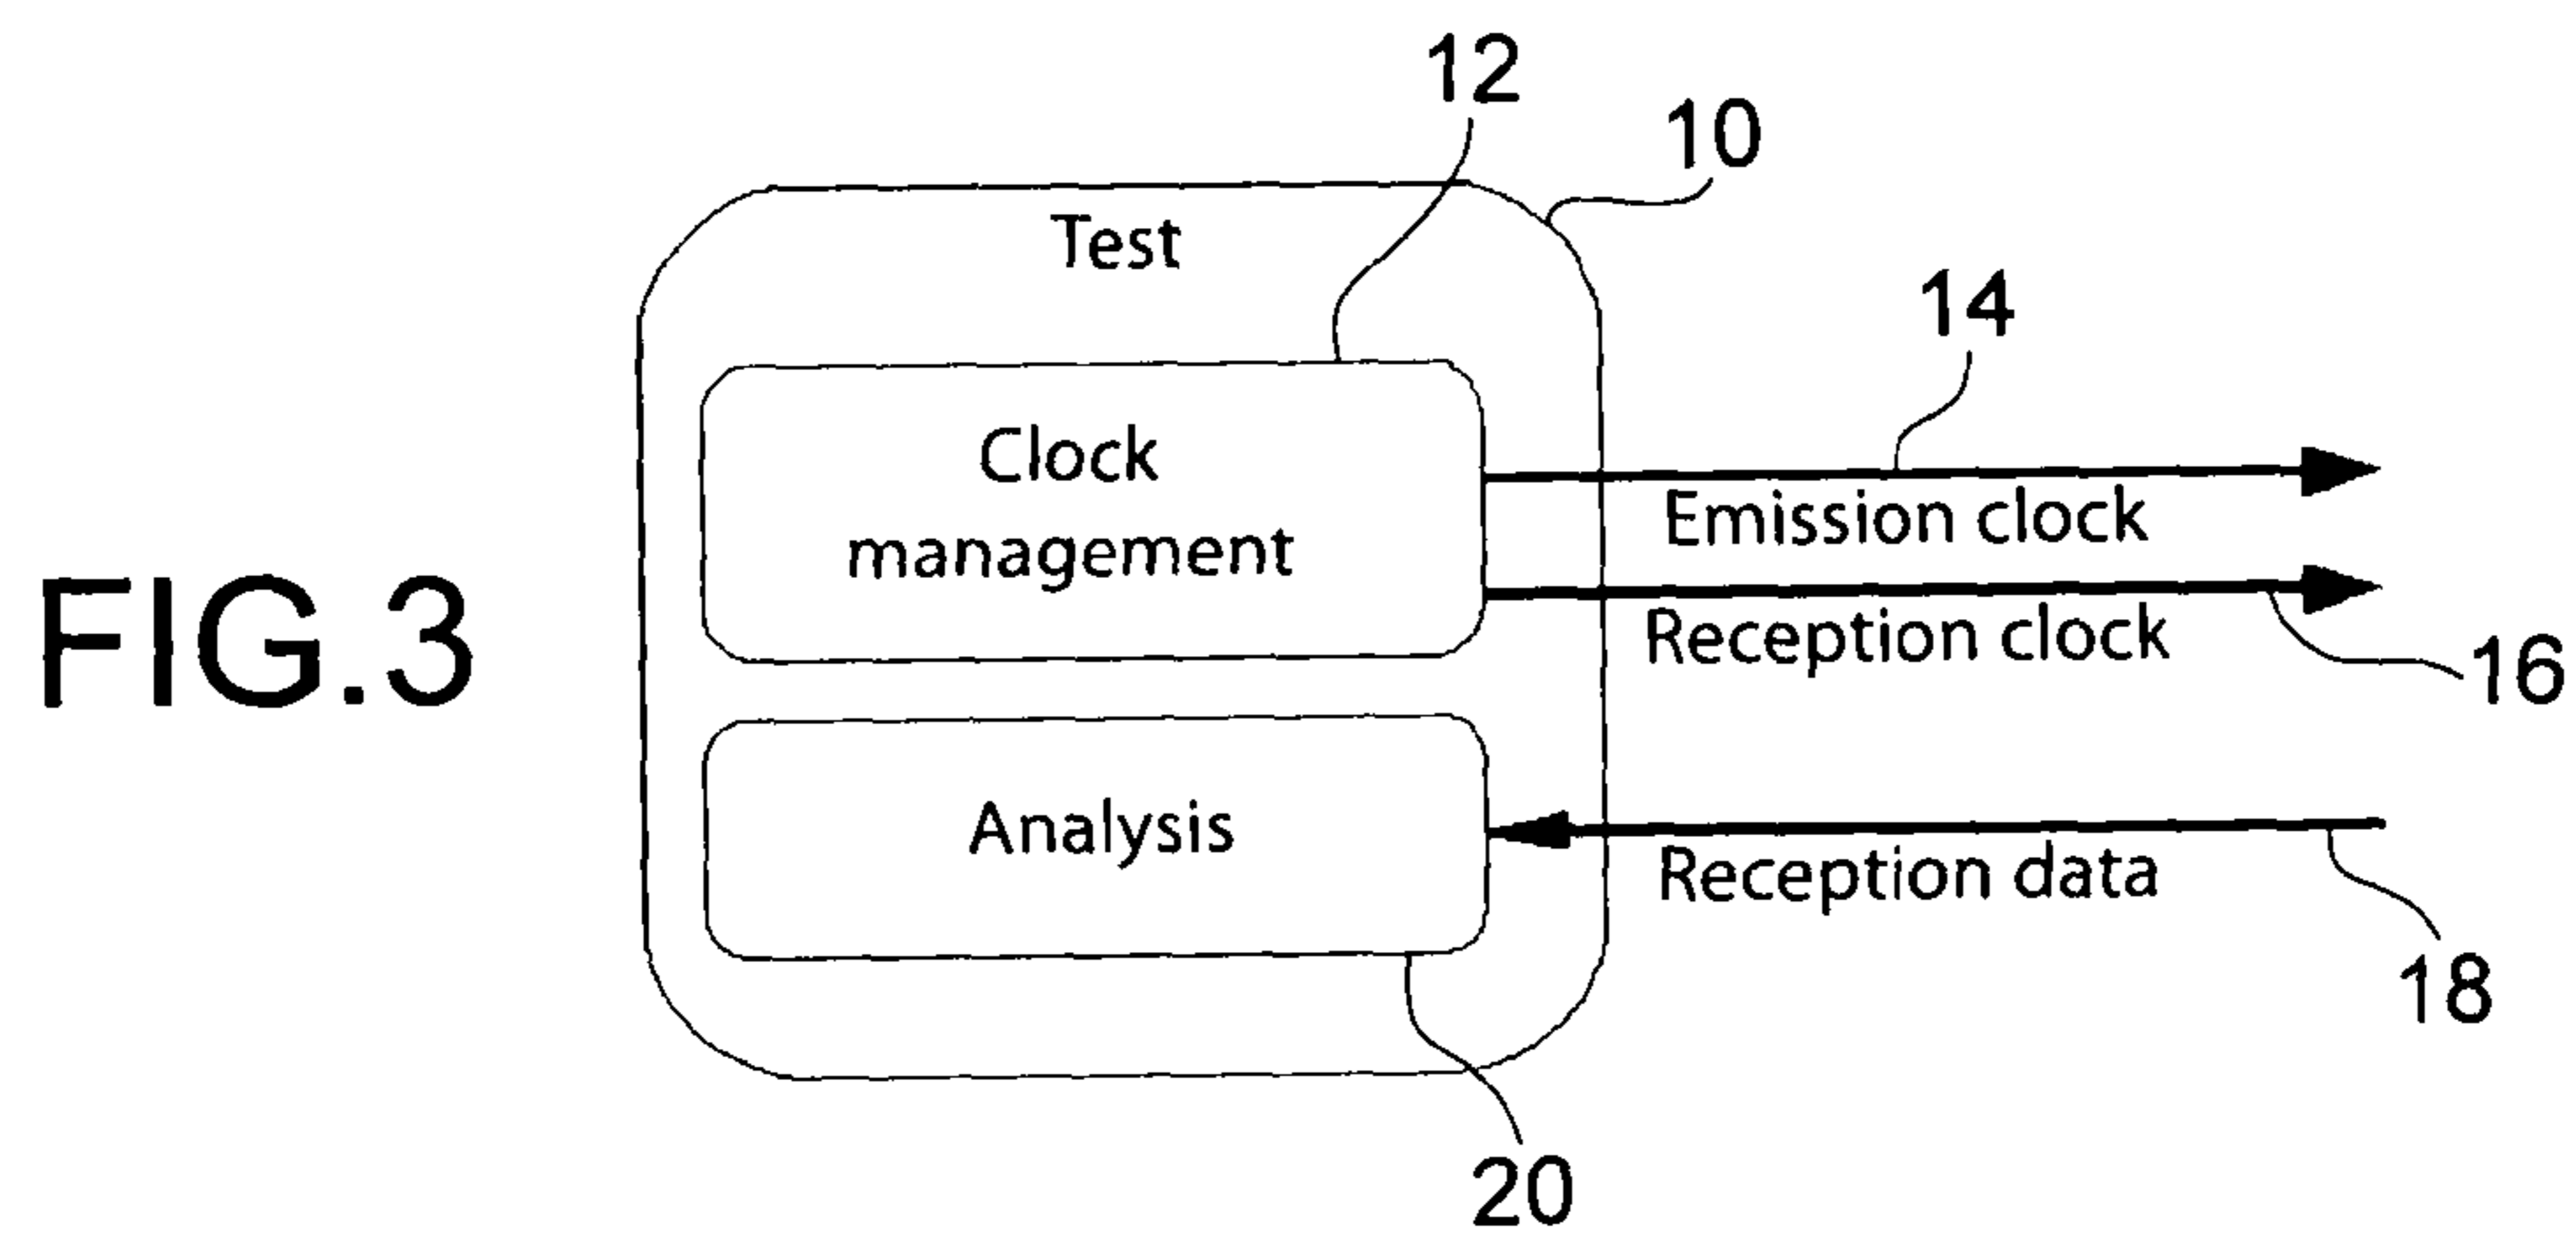 12
10
Test
14
Clock
management
Emission clock
Reception clock
16
FIG.3
Analysis
Reception data
18
20